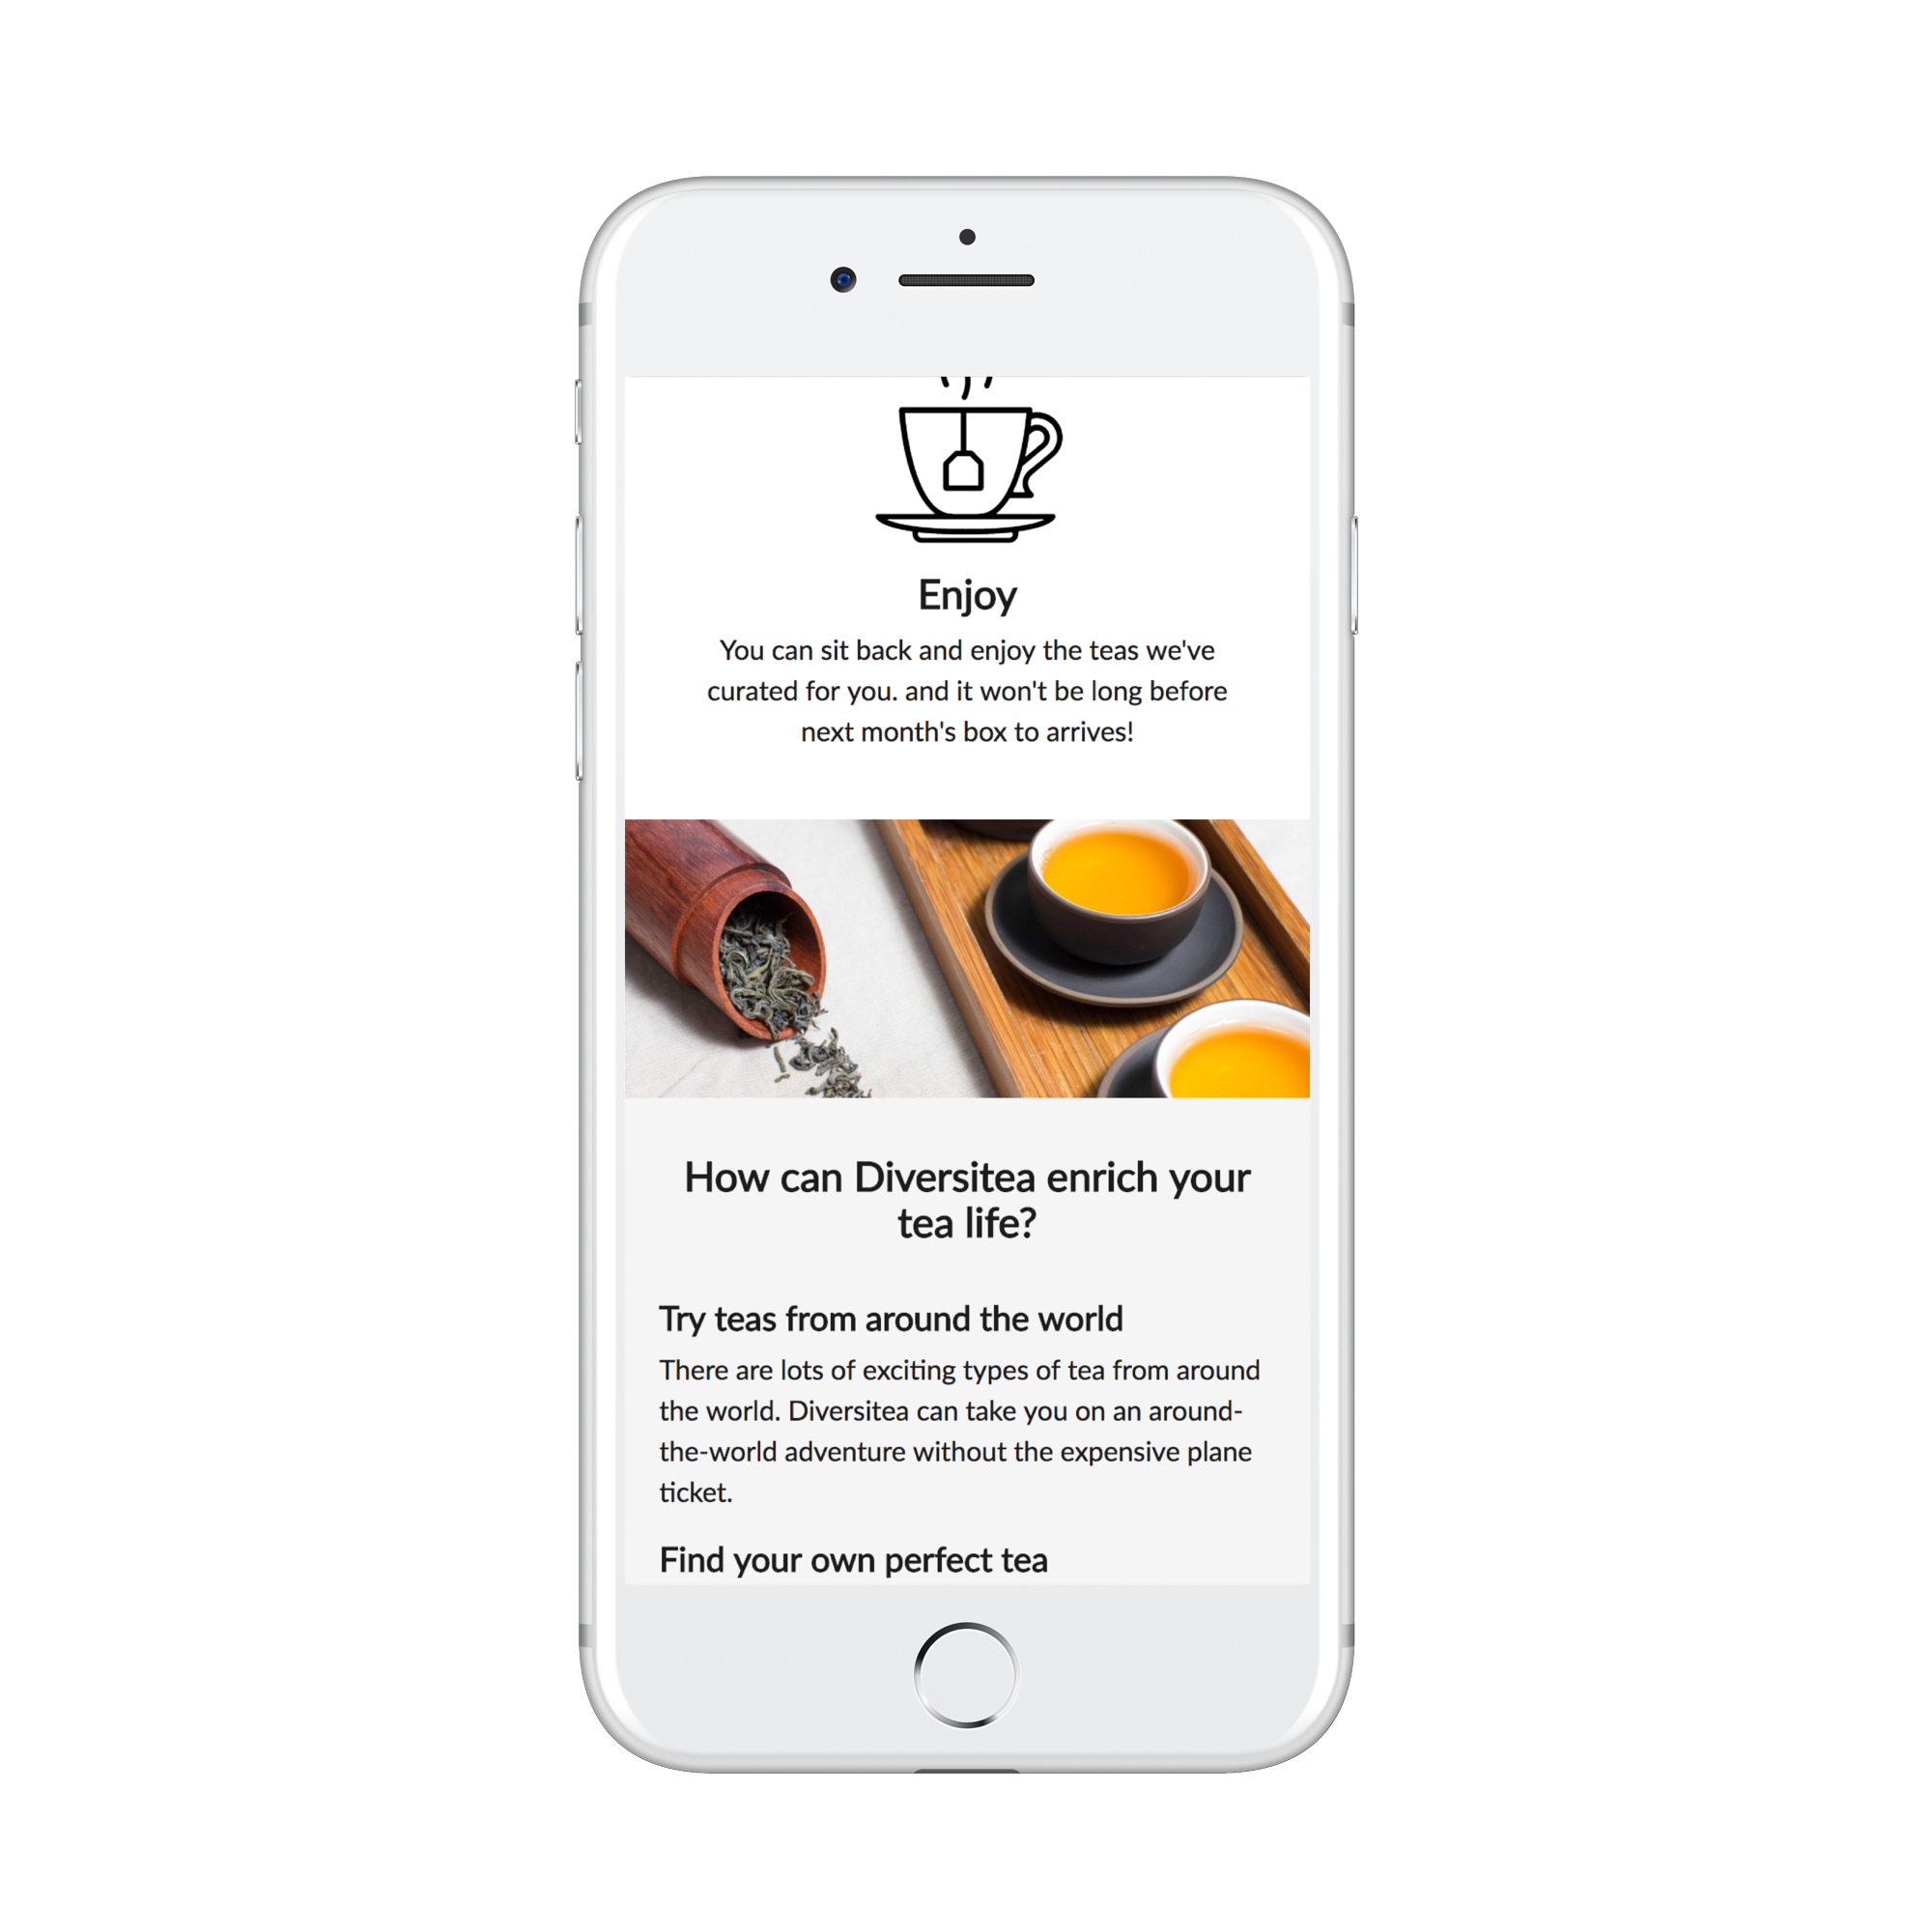 Enjoy
You can sit back and enjoy the teas we've
curated for you. and it won't be long before
next month's box to arrives!
How can Diversitea enrich your
tea life?
Try teas from around the world
There are lots of exciting types of tea from around
the world. Diversitea can take you on an around-
the-world adventure without the expensive plane
ticket.
Find your own perfect tea